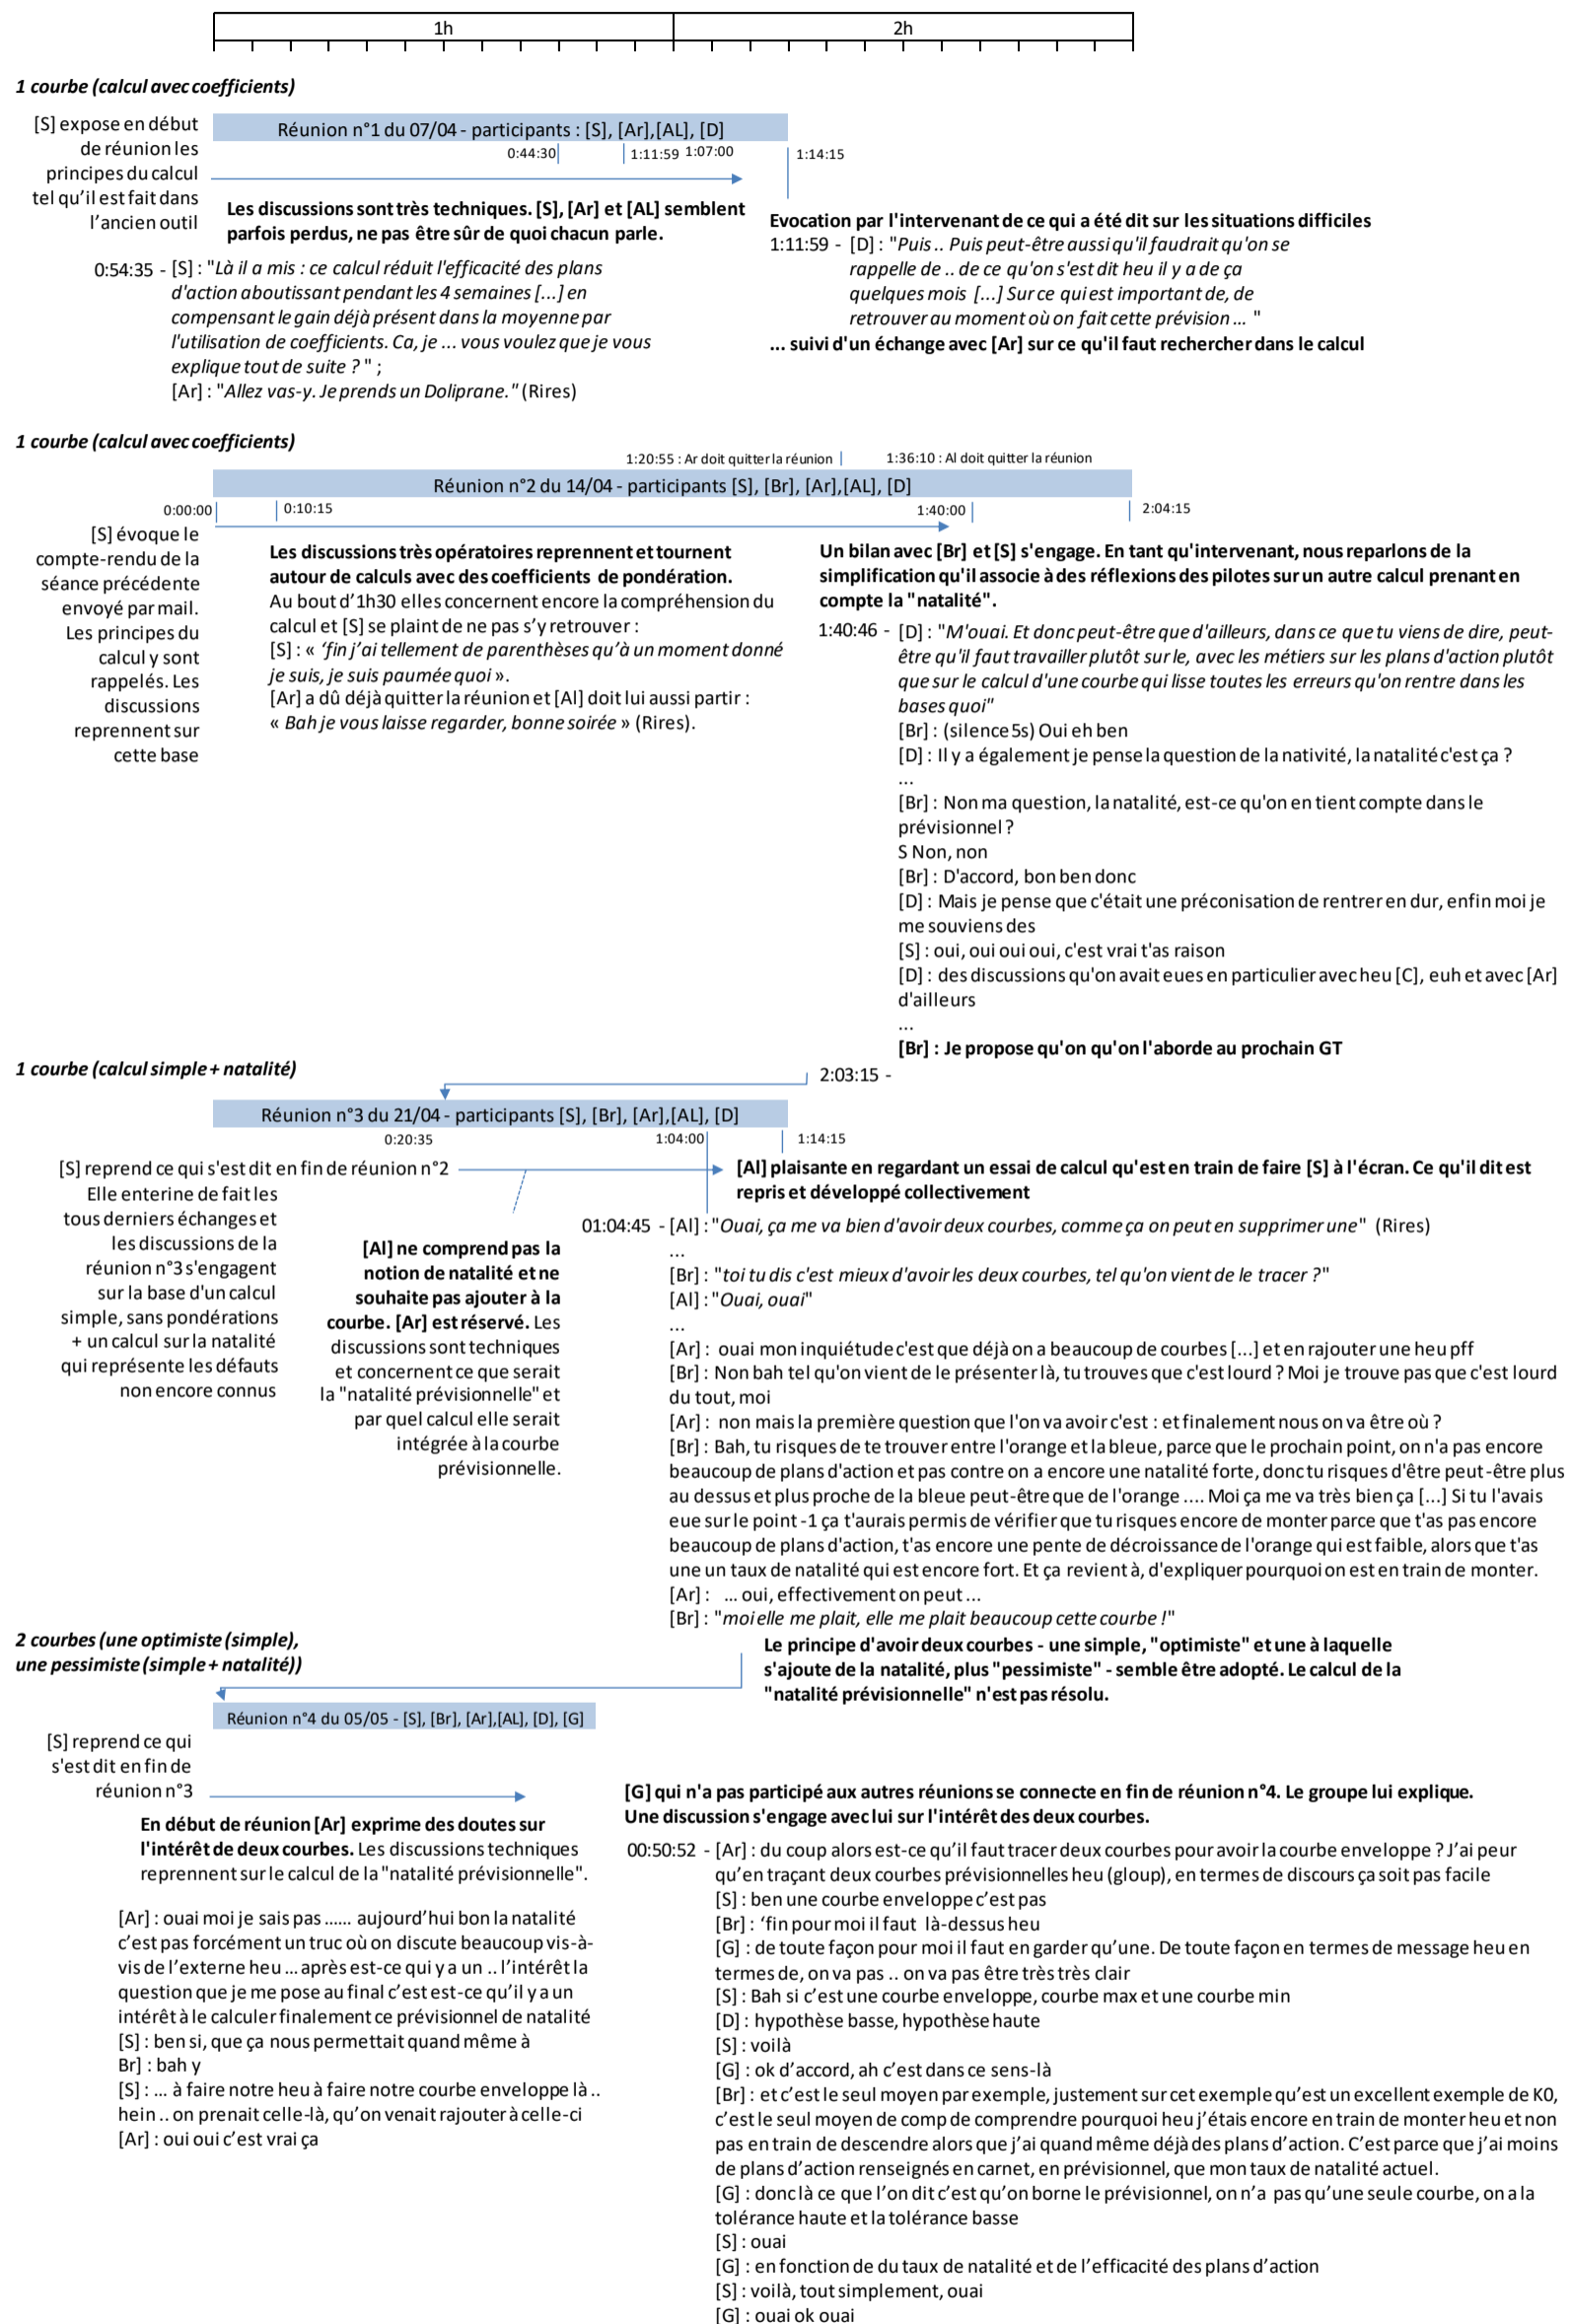 1h
2h
1 courbe (calcul avec coefficients)
[S] expose en début
de réunion les
principes du calcul
tel qu'il est fait dans
l'ancien outil
Réunion n°1 du 07/04 - participants : [S], [Ar],[AL], [D]
0:44:30
1:11:59
1:07:00
1:14:15
Les discussions sont très techniques. [S], [Ar] et [AL] semblent
parfois perdus, ne pas être sûr de quoi chacun parle.
0:54:35 - [S] : "Là il a mis : ce calcul réduit l'efficacité des plans
d'action aboutissant pendant les 4 semaines [...] en
compensant le gain déjà présent dans la moyenne par
l'utilisation de coefficients. Ca, je ... vous voulez que je vous
explique tout de suite ? " ;
[Ar] : "Allez vas-y. Je prends un Doliprane." (Rires)
Evocation par l'intervenant de ce qui a été dit sur les situations difficiles
1:11:59 - [D] : "Puis .. Puis peut-être aussi qu'il faudrait qu'on se
rappelle de .. de ce qu'on s'est dit heu il y a de ça
quelques mois [...] Sur ce qui est important de, de
retrouver au moment où on fait cette prévision ... "
... suivi d'un échange avec [Ar] sur ce qu'il faut rechercher dans le calcul
1 courbe (calcul avec coefficients)
1:20:55 : Ar doit quitter la réunion
1:36:10 : Al doit quitter la réunion
Réunion n°2 du 14/04 - participants [S], [Br], [Ar],[AL], [D]
0:00:00
0:10:15
1:40:00
2:04:15
[S] évoque le
compte-rendu de la
séance précédente
envoyé par mail.
Les principes du
calcul y sont
rappelés. Les
discussions
reprennent sur
cette base
Les discussions très opératoires reprennent et tournent
autour de calculs avec des coefficients de pondération.
Au bout d'1h30 elles concernent encore la compréhension du
calcul et [S] se plaint de ne pas s'y retrouver :
[S] : « 'fin j'ai tellement de parenthèses qu'à un moment donné
je suis, je suis paumée quoi ».
[Ar] a dû déjà quitter la réunion et [Al] doit lui aussi partir :
« Bah je vous laisse regarder, bonne soirée » (Rires).
Un bilan avec [Br] et [S] s'engage. En tant qu'intervenant, nous reparlons de la
simplification qu'il associe à des réflexions des pilotes sur un autre calcul prenant en
compte la "natalité".
1:40:46 - [D] : "M'ouai. Et donc peut-être que d'ailleurs, dans ce que tu viens de dire, peut-
être qu'il faut travailler plutôt sur le, avec les métiers sur les plans d'action plutôt
que sur le calcul d'une courbe qui lisse toutes les erreurs qu'on rentre dans les
bases quoi"
[Br] : (silence 5s) Oui eh ben
[D] : Il y a également je pense la question de la nativité, la natalité c'est ça ?
...
[Br] : Non ma question, la natalité, est-ce qu'on en tient compte dans le
prévisionnel ?
S Non, non
[Br] : D'accord, bon ben donc
[D] : Mais je pense que c'était une préconisation de rentrer en dur, enfin moi je
me souviens des
[S] : oui, oui oui oui, c'est vrai t'as raison
[D] : des discussions qu'on avait eues en particulier avec heu [C], euh et avec [Ar]
d'ailleurs
...
[Br] : Je propose qu'on qu'on l'aborde au prochain GT
2:03:15 -
1 courbe (calcul simple + natalité)
Réunion n°3 du 21/04 - participants [S], [Br], [Ar],[AL], [D]
0:20:35
1:04:00
1:14:15
[S] reprend ce qui s'est dit en fin de réunion n°2
Elle enterine de fait les
tous derniers échanges et
les discussions de la
réunion n°3 s'engagent
sur la base d'un calcul
simple, sans pondérations
+ un calcul sur la natalité
qui représente les défauts
non encore connus
[Al] ne comprend pas la
notion de natalité et ne
souhaite pas ajouter à la
courbe. [Ar] est réservé. Les
discussions sont techniques
et concernent ce que serait
la "natalité prévisionnelle" et
par quel calcul elle serait
intégrée à la courbe
prévisionnelle.
[Al] plaisante en regardant un essai de calcul qu'est en train de faire [S] à l'écran. Ce qu'il dit est
repris et développé collectivement
01:04:45 - [Al] : "Ouai, ça me va bien d'avoir deux courbes, comme ça on peut en supprimer une" (Rires)
...
[Br] : "toi tu dis c'est mieux d'avoir les deux courbes, tel qu'on vient de le tracer ?"
[Al] : "Ouai, ouai"
...
[Ar] : ouai mon inquiétude c'est que déjà on a beaucoup de courbes [...] et en rajouter une heu pff
[Br] : Non bah tel qu'on vient de le présenter là, tu trouves que c'est lourd ? Moi je trouve pas que c'est lourd
du tout, moi
[Ar] : non mais la première question que l'on va avoir c'est : et finalement nous on va être où ?
[Br] : Bah, tu risques de te trouver entre l'orange et la bleue, parce que le prochain point, on n'a pas encore
beaucoup de plans d'action et pas contre on a encore une natalité forte, donc tu risques d'être peut-être plus
au dessus et plus proche de la bleue peut-être que de l'orange .... Moi ça me va très bien ça [...] Si tu l'avais
eue sur le point -1 ça t'aurais permis de vérifier que tu risques encore de monter parce que t'as pas encore
beaucoup de plans d'action, t'as encore une pente de décroissance de l'orange qui est faible, alors que t'as
une un taux de natalité qui est encore fort. Et ça revient à, d'expliquer pourquoi on est en train de monter.
[Ar] : ... oui, effectivement on peut ...
[Br] : "moi elle me plait, elle me plait beaucoup cette courbe !"
2 courbes (une optimiste (simple),
une pessimiste (simple + natalité))
Le principe d'avoir deux courbes - une simple, "optimiste" et une à laquelle
s'ajoute de la natalité, plus "pessimiste" - semble être adopté. Le calcul de la
"natalité prévisionnelle" n'est pas résolu.
Réunion n°4 du 05/05 - [S], [Br], [Ar],[AL], [D], [G]
[S] reprend ce qui
s'est dit en fin de
réunion n°3
En début de réunion [Ar] exprime des doutes sur
l'intérêt de deux courbes. Les discussions techniques
reprennent sur le calcul de la "natalité prévisionnelle".
[Ar] : ouai moi je sais pas ...... aujourd'hui bon la natalité
c'est pas forcément un truc où on discute beaucoup vis-à-
vis de l'externe heu ... après est-ce qui y a un .. l'intérêt la
question que je me pose au final c'est est-ce qu'il y a un
intérêt à le calculer finalement ce prévisionnel de natalité
[S] : ben si, que ça nous permettait quand même à
Br] : bah y
[S] : ... à faire notre heu à faire notre courbe enveloppe là ..
hein .. on prenait celle-là, qu'on venait rajouter à celle-ci
[Ar] : oui oui c'est vrai ça
[G] qui n'a pas participé aux autres réunions se connecte en fin de réunion n°4. Le groupe lui explique.
Une discussion s'engage avec lui sur l'intérêt des deux courbes.
00:50:52 - [Ar] : du coup alors est-ce qu'il faut tracer deux courbes pour avoir la courbe enveloppe ? J'ai peur
qu'en traçant deux courbes prévisionnelles heu (gloup), en termes de discours ça soit pas facile
[S] : ben une courbe enveloppe c'est pas
[Br] : 'fin pour moi il faut là-dessus heu
[G] : de toute façon pour moi il faut en garder qu'une. De toute façon en termes de message heu en
termes de, on va pas .. on va pas être très très clair
[S] : Bah si c'est une courbe enveloppe, courbe max et une courbe min
[D] : hypothèse basse, hypothèse haute
[S] : voilà
[G] : ok d'accord, ah c'est dans ce sens-là
[Br] : et c'est le seul moyen par exemple, justement sur cet exemple qu'est un excellent exemple de K0,
c'est le seul moyen de comp de comprendre pourquoi heu j'étais encore en train de monter heu et non
pas en train de descendre alors que j'ai quand même déjà des plans d'action. C'est parce que j'ai moins
de plans d'action renseignés en carnet, en prévisionnel, que mon taux de natalité actuel.
[G] : donc là ce que l'on dit c'est qu'on borne le prévisionnel, on n'a pas qu'une seule courbe, on a la
tolérance haute et la tolérance basse
[S] : ouai
[G] : en fonction de du taux de natalité et de l'efficacité des plans d'action
[S] : voilà, tout simplement, ouai
[G] : ouai ok ouai